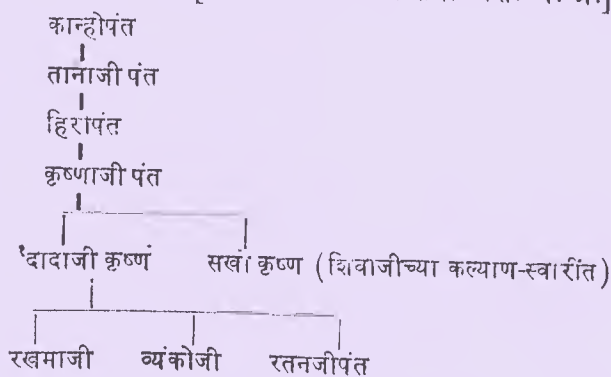 कान्होपंत
तानाजी पंत
हिरोपंत
कृष्णाजी पंत
दादाजी कृष्ण सखो कृष्ण (शिवाजीच्या कल्याण-स्वारींत)
रखमाजी व्यंकोजी रतनजीपंत